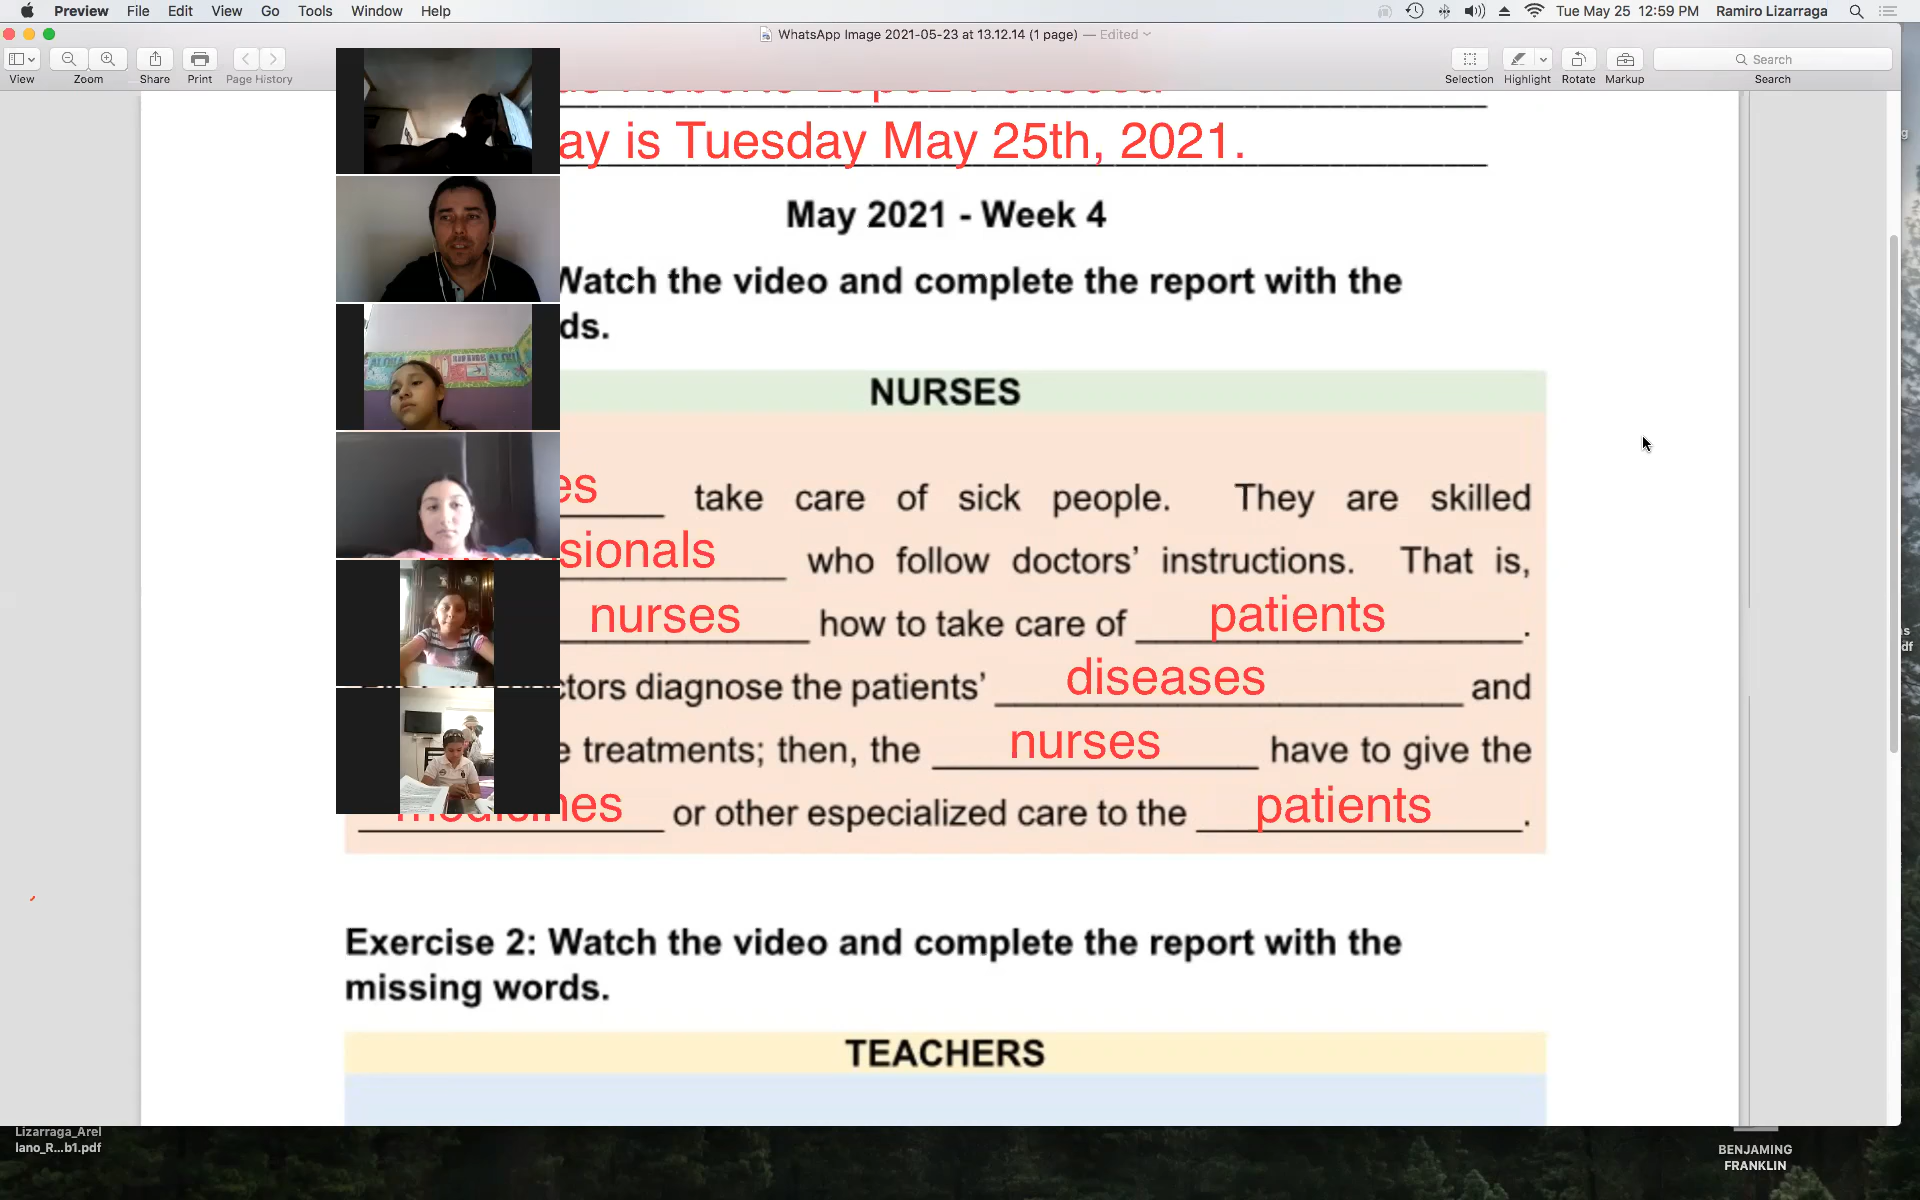 Preview File Edit View Go Tools Window Help Tue May 25 12:59 PM Ramiro Lizarraga
WhatsApp Image 2021-05-23 at 13.12.14 (1 page) — Edited
View Zoom Share Print Page History Selection Highlight Rotate Markup Search Search
ay is Tuesday May 25th, 2021.
May 2021 - Week 4
Watch the video and complete the report with the
ds.
NURSES
es take care of sick people. They are skilled
sionals who follow doctors’ instructions. That is,
nurses how to take care of patients.
tors diagnose the patients’ diseases and
e treatments; then, the nurses have to give the
medicines or other especialized care to the patients.
Exercise 2: Watch the video and complete the report with the
missing words.
TEACHERS
Lizarraga_Arel
lano_R...b1.pdf
BENJAMING
FRANKLIN